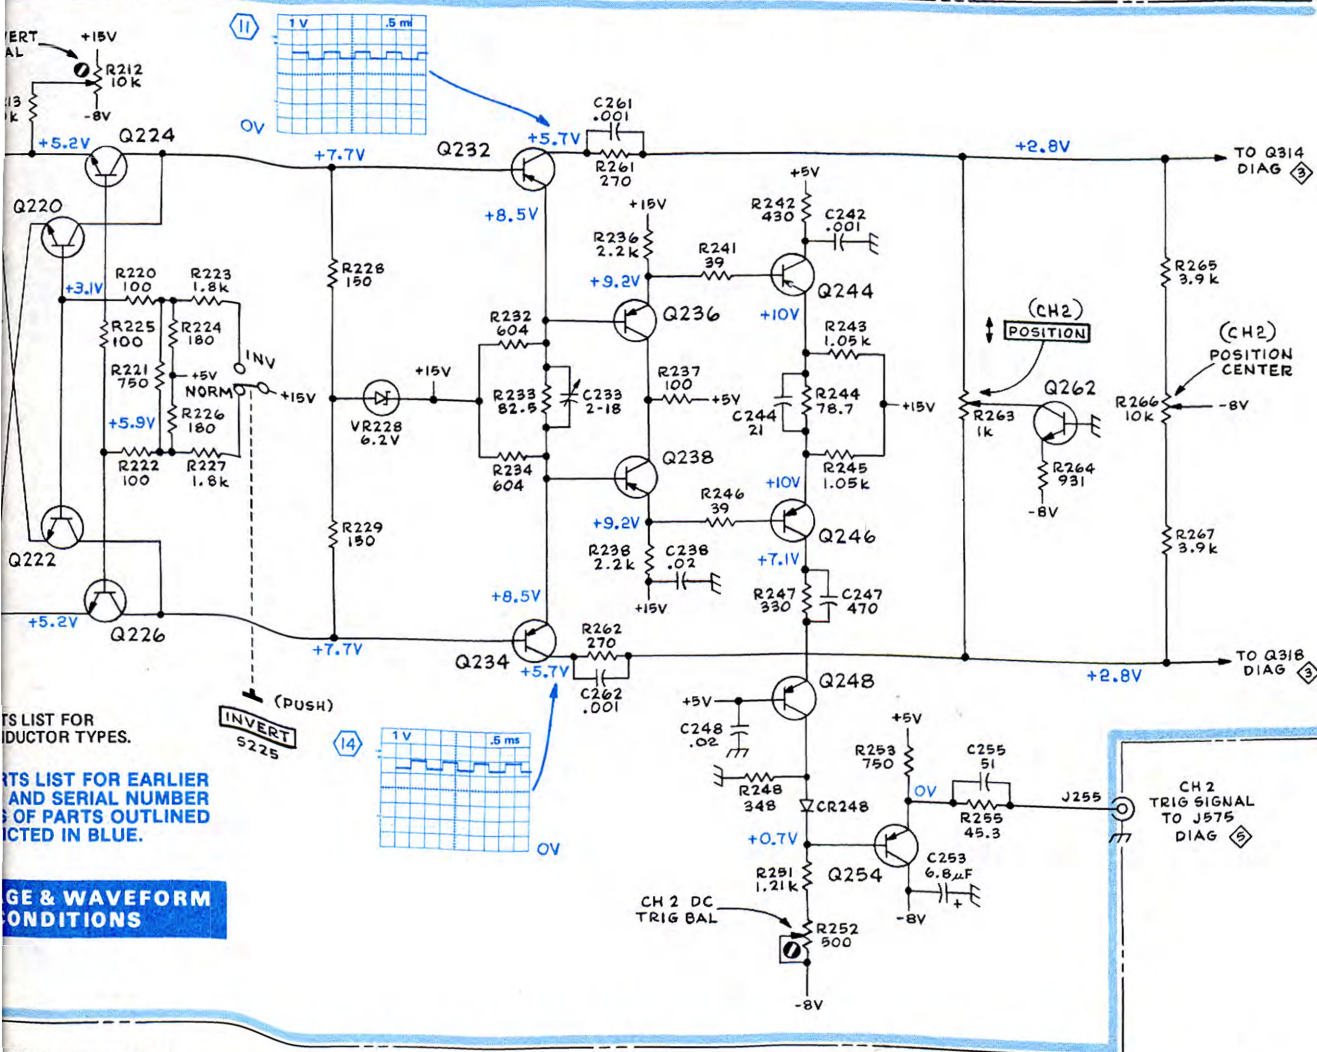 11
1 V .5 ms
0V
+15V
R212
10K
-8V
+5.2V
Q224
+7.7V
Q232
+5.7V
C261
.001
R261
270
+2.8V
TO Q314
DIAG 3
Q220
+8.5V
+15V
R236
2.2k
+9.2V
R241
39
+5V
R242
430
C242
.001
Q244
+10V
Q236
+3.1V
R220
100
R223
1.8k
R225
100
R224
180
R221
750
+5V
INV
NORM
+15V
+5.9V
R226
180
R222
100
R227
1.8k
R228
150
VR228
6.2V
+15V
R232
604
R233
82.5
C233
2-18
R234
604
R237
100
+5V
R243
1.05k
R244
78.7
C244
21
+15V
R245
1.05k
(CH2)
POSITION
R263
1k
Q262
R264
931
-8V
R265
3.9k
(CH2)
POSITION
CENTER
R266
10k
-8V
R267
3.9k
Q238
+9.2V
R246
39
+10V
Q246
R238
2.2k
C238
.02
+15V
+7.1V
R247
330
C247
470
R229
150
Q222
+5.2V
Q226
+7.7V
+8.5V
Q234
+5.7V
R262
270
C262
.001
+2.8V
TO Q318
DIAG 3
(PUSH)
INVERT
S225
14
1 V .5 ms
0V
Q248
+5V
C248
.02
R248
348
CR248
+0.7V
R251
1.21k
CH 2 DC
TRIG BAL
R252
500
-8V
+5V
R253
750
0V
C255
51
R255
45.3
J255
CH 2
TRIG SIGNAL
TO J575
DIAG 5
Q254
C253
6.8µF
+
-8V
TS LIST FOR
DUCTOR TYPES.
RTS LIST FOR EARLIER
AND SERIAL NUMBER
S OF PARTS OUTLINED
ICTED IN BLUE.
GE & WAVEFORM
CONDITIONS